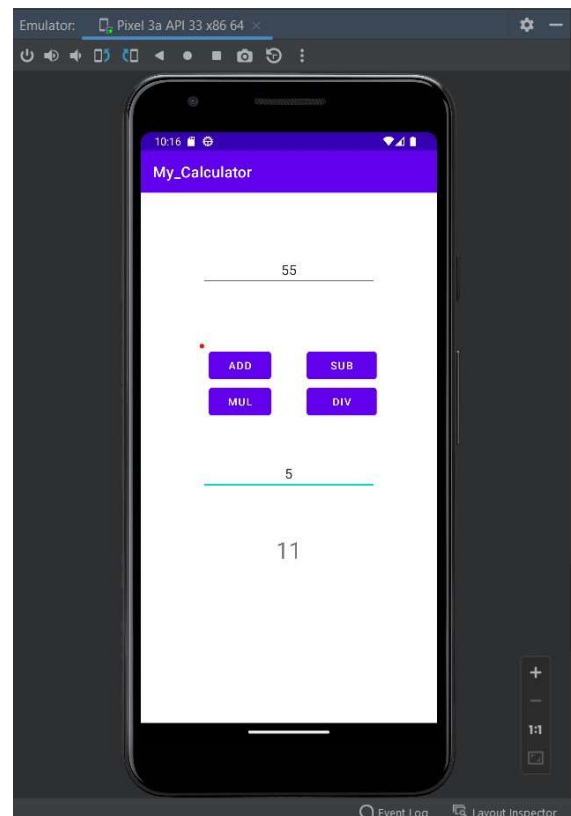 Emulator: Pixel 3a API 33 x86 64
10:16
My_Calculator
55
ADD SUB
MUL DIV
5
11
1:1
Event Log Layout Inspector